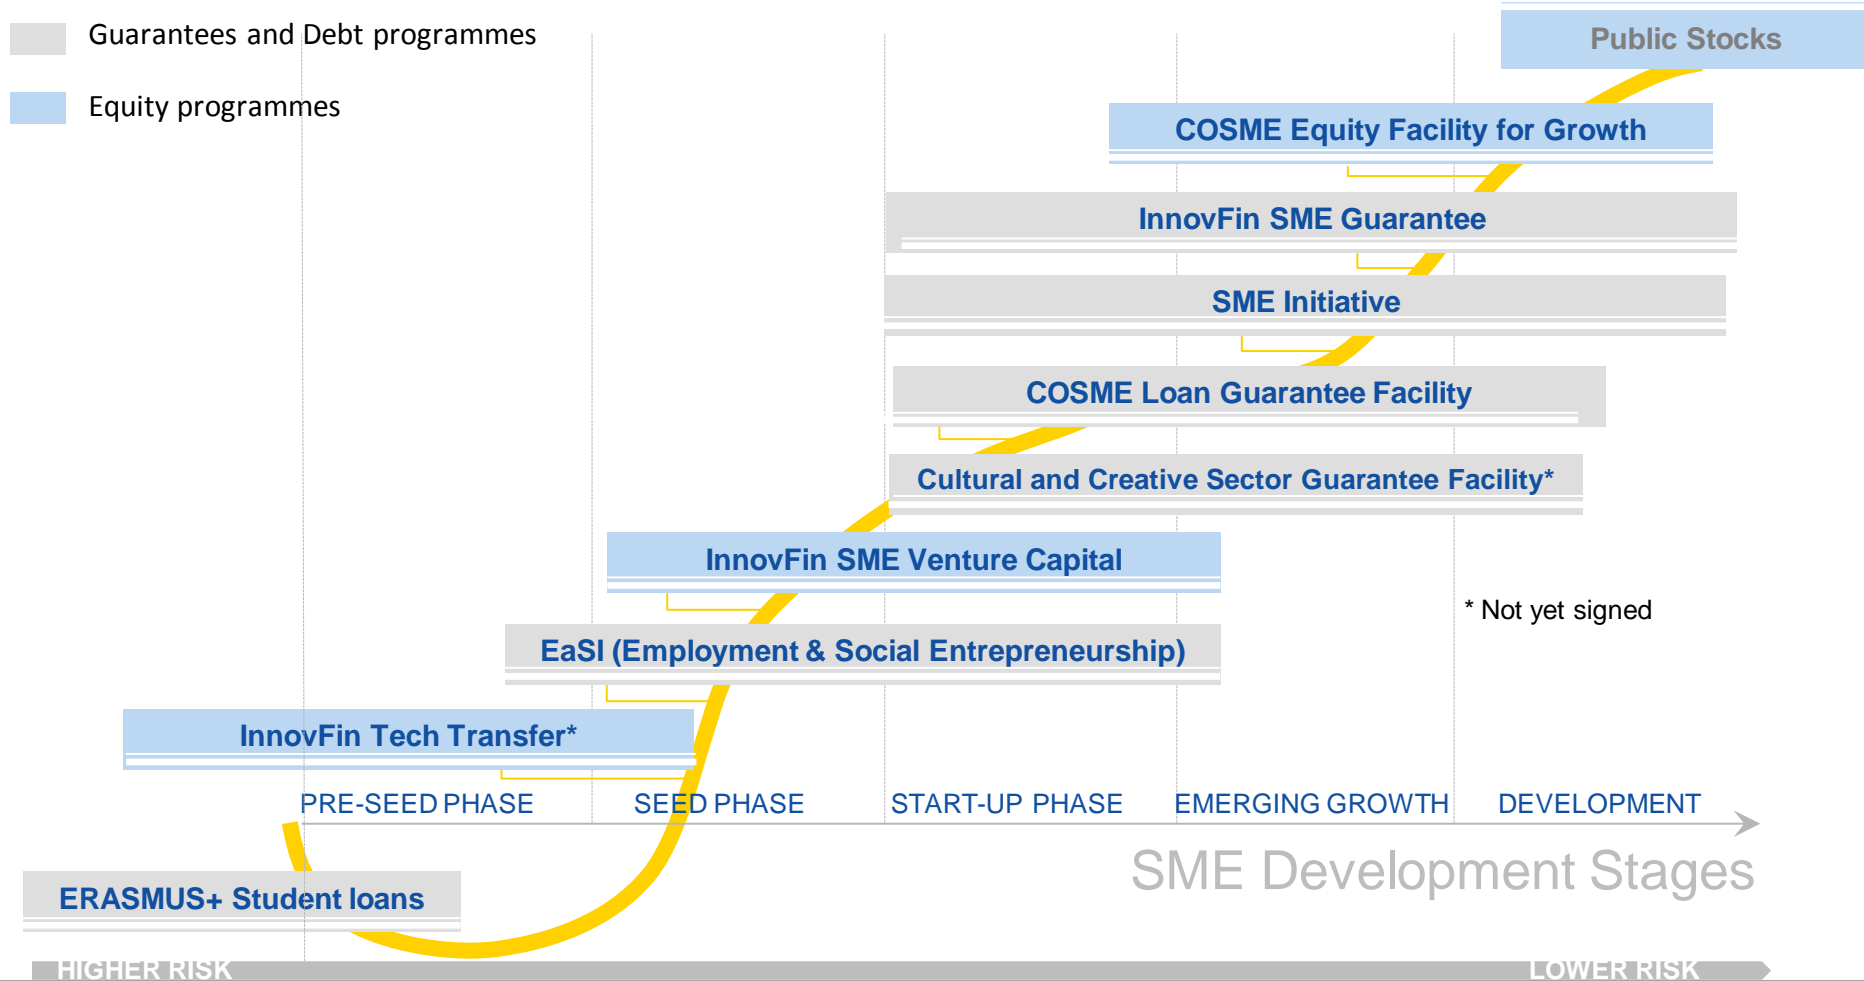 Guarantees and Debt programmes
Public Stocks
Equity programmes
COSME Equity Facility for Growth
InnovFin SME Guarantee
SME Initiative
COSME Loan Guarantee Facility
Cultural and Creative Sector Guarantee Facility*
InnovFin SME Venture Capital
* Not yet signed
EaSI (Employment & Social Entrepreneurship)
InnovFin Tech Transfer*
PRE-SEED PHASE SEED PHASE START-UP PHASE EMERGING GROWTH DEVELOPMENT
SME Development Stages
ERASMUS+ Student loans
HIGHER RISK LOWER RISK